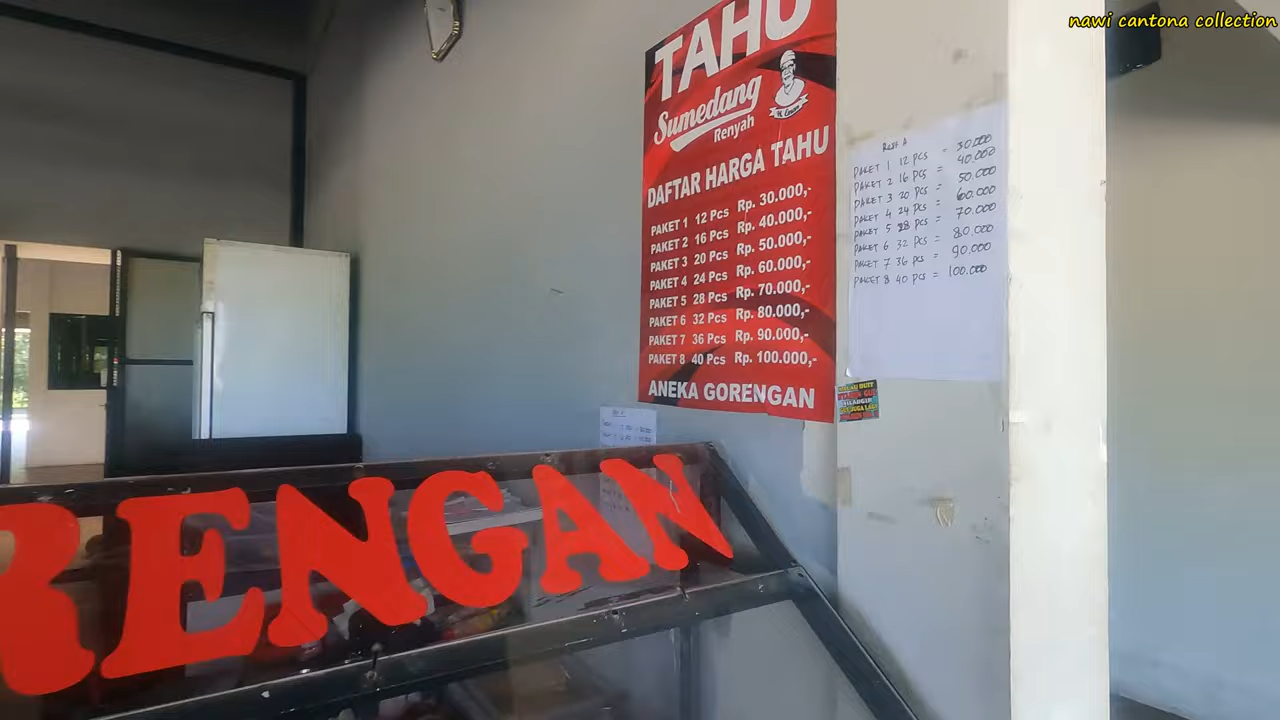 nawi cantona collection
TAHU
Sumedang
Renyah
DAFTAR HARGA TAHU
PAKET 1 12 Pcs Rp. 30.000,-
PAKET 2 16 Pcs Rp. 40.000,-
PAKET 3 20 Pcs Rp. 50.000,-
PAKET 4 24 Pcs Rp. 60.000,-
PAKET 5 28 Pcs Rp. 70.000,-
PAKET 6 32 Pcs Rp. 80.000,-
PAKET 7 36 Pcs Rp. 90.000,-
PAKET 8 40 Pcs Rp. 100.000,-
ANEKA GORENGAN
PAKET 1 12 PCS = 30.000
PAKET 2 16 PCS = 40.000
PAKET 3 20 PCS = 50.000
PAKET 4 24 PCS = 60.000
PAKET 5 28 PCS = 70.000
PAKET 6 32 PCS = 80.000
PAKET 7 36 PCS = 90.000
PAKET 8 40 PCS = 100.000
RENGAN